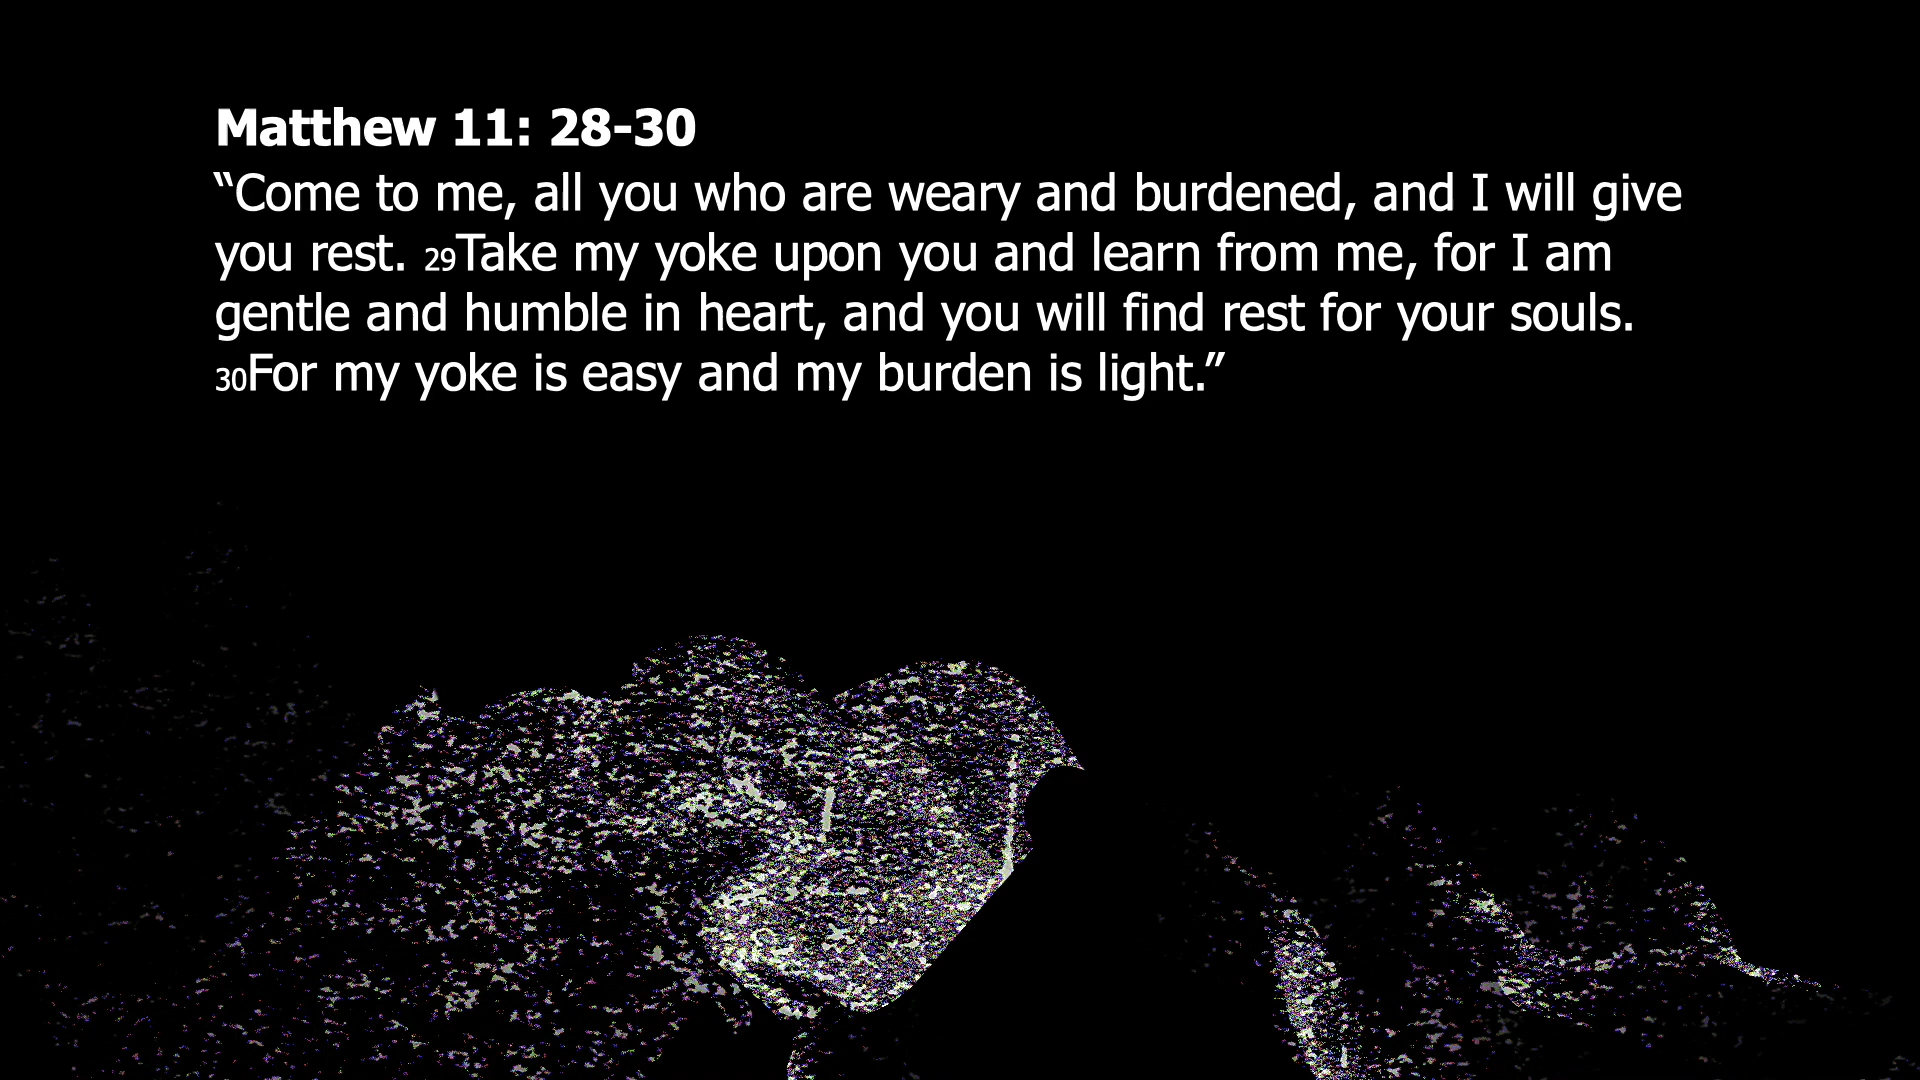 Matthew 11: 28-30
“Come to me, all you who are weary and burdened, and I will give
you rest. 29Take my yoke upon you and learn from me, for I am
gentle and humble in heart, and you will find rest for your souls.
30For my yoke is easy and my burden is light.”